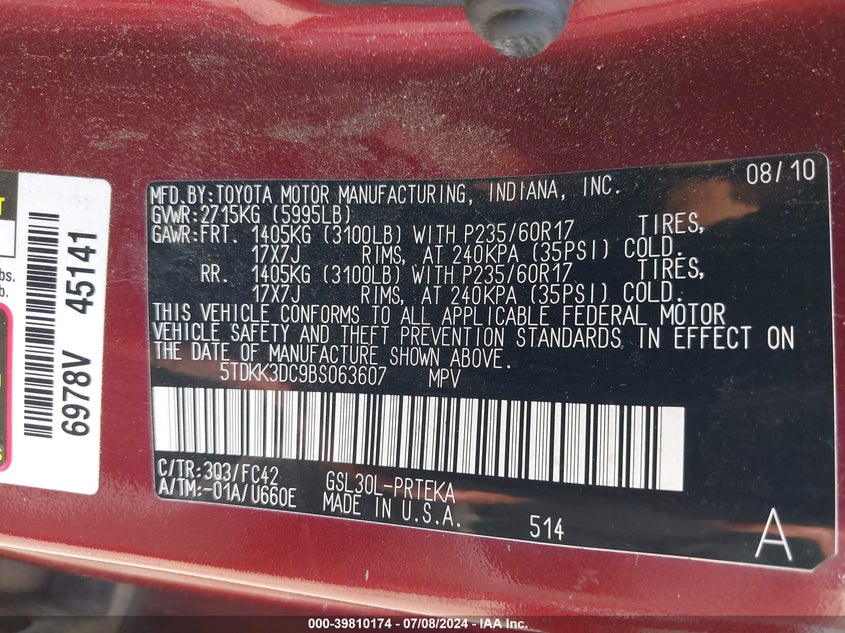 08/10
MFD.BY:TOYOTA MOTOR MANUFACTURING, INDIANA, INC.
GVWR:2715KG (5995LB)
GAWR:FRT. 1405KG (3100LB) WITH P235/60R17 TIRES,
17X7J RIMS, AT 240KPA (35PSI) COLD.
RR. 1405KG (3100LB) WITH P235/60R17 TIRES,
17X7J RIMS, AT 240KPA (35PSI) COLD.
THIS VEHICLE CONFORMS TO ALL APPLICABLE FEDERAL MOTOR
VEHICLE SAFETY AND THEFT PREVENTION STANDARDS IN EFFECT ON
THE DATE OF MANUFACTURE SHOWN ABOVE.
5TDKK3DC9BS063607 MPV
C/TR:3Q3/FC42 GSL30L-PRTEKA
A/TM:-01A/U660E MADE IN U.S.A.
514
A
6978V 45141
bs.
b.
000-39810174 - 07/08/2024 - IAA Inc.